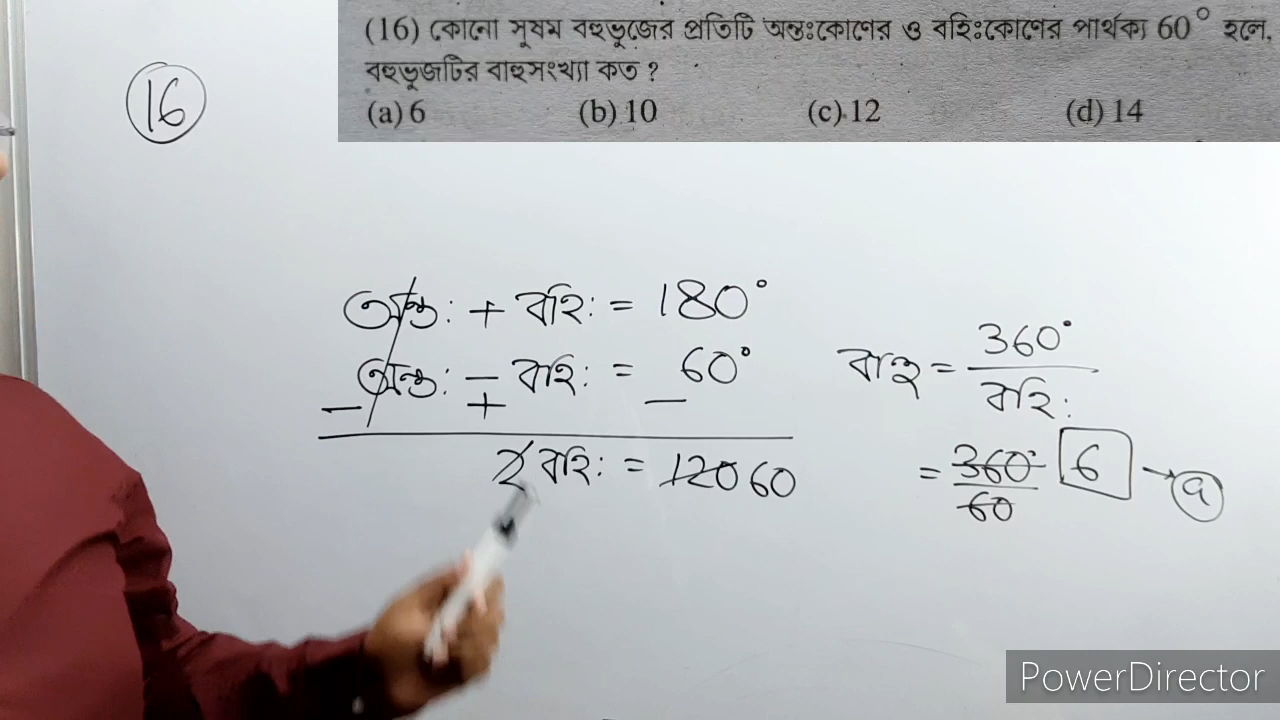 (16) কোনো সুষম বহুভুজের প্রতিটি অন্তঃকোণের ও বহিঃকোণের পার্থক্য 60° হলে,
বহুভুজটির বাহুসংখ্যা কত ?
(a) 6 (b) 10 (c) 12 (d) 14
16
অন্তঃ + বহিঃ = 180°
অন্তঃ − বহিঃ = 60°
− + −
2 বহিঃ = 120 60
বাহু = 360° / বহিঃ
= 360° / 60 6 → a
PowerDirector